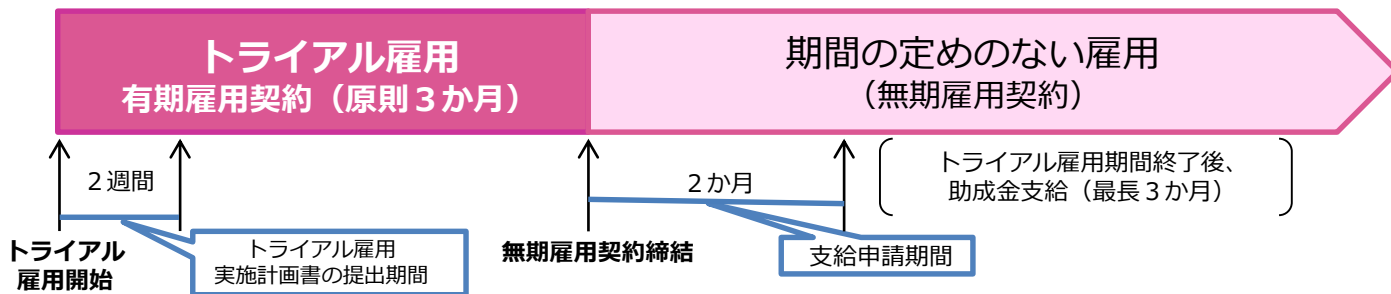 トライアル雇用
有期雇用契約（原則３か月）
期間の定めのない雇用
（無期雇用契約）
２週間
２か月
トライアル雇用期間終了後、
助成金支給（最長３か月）
トライアル
雇用開始
トライアル雇用
実施計画書の提出期間
無期雇用契約締結
支給申請期間